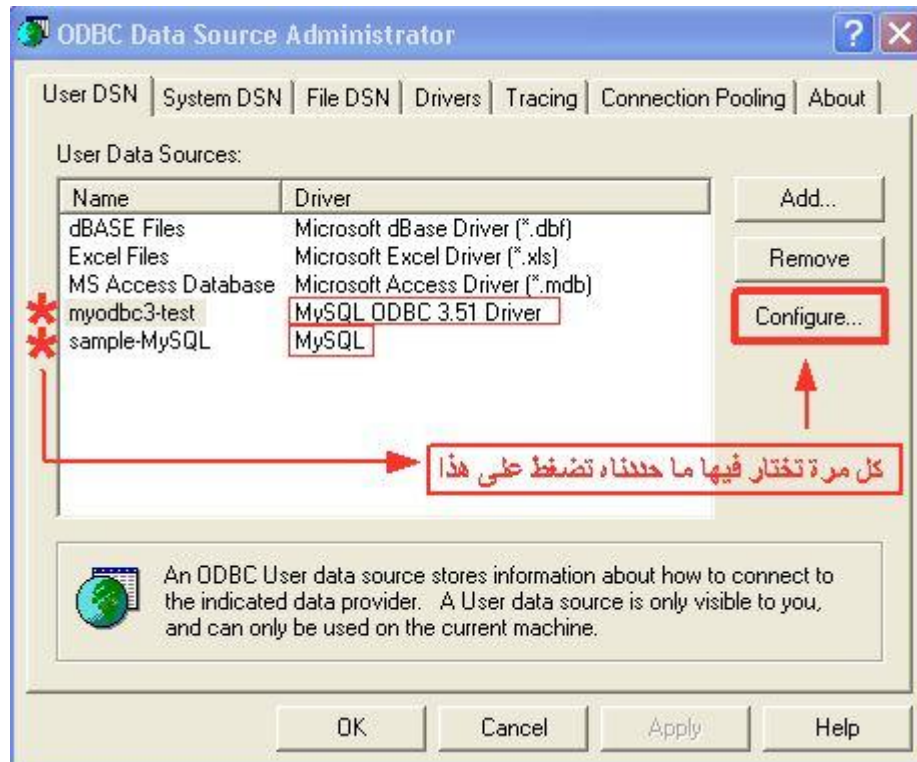 ODBC Data Source Administrator
User DSN System DSN File DSN Drivers Tracing Connection Pooling About
User Data Sources:
Name Driver
dBASE Files Microsoft dBase Driver (*.dbf)
Excel Files Microsoft Excel Driver (*.xls)
MS Access Database Microsoft Access Driver (*.mdb)
myodbc3-test MySQL ODBC 3.51 Driver
sample-MySQL MySQL
Add...
Remove
Configure...
كل مرة تختار فيها ما حددناه تضغط على هذا
An ODBC User data source stores information about how to connect to
the indicated data provider. A User data source is only visible to you,
and can only be used on the current machine.
OK Cancel Apply Help